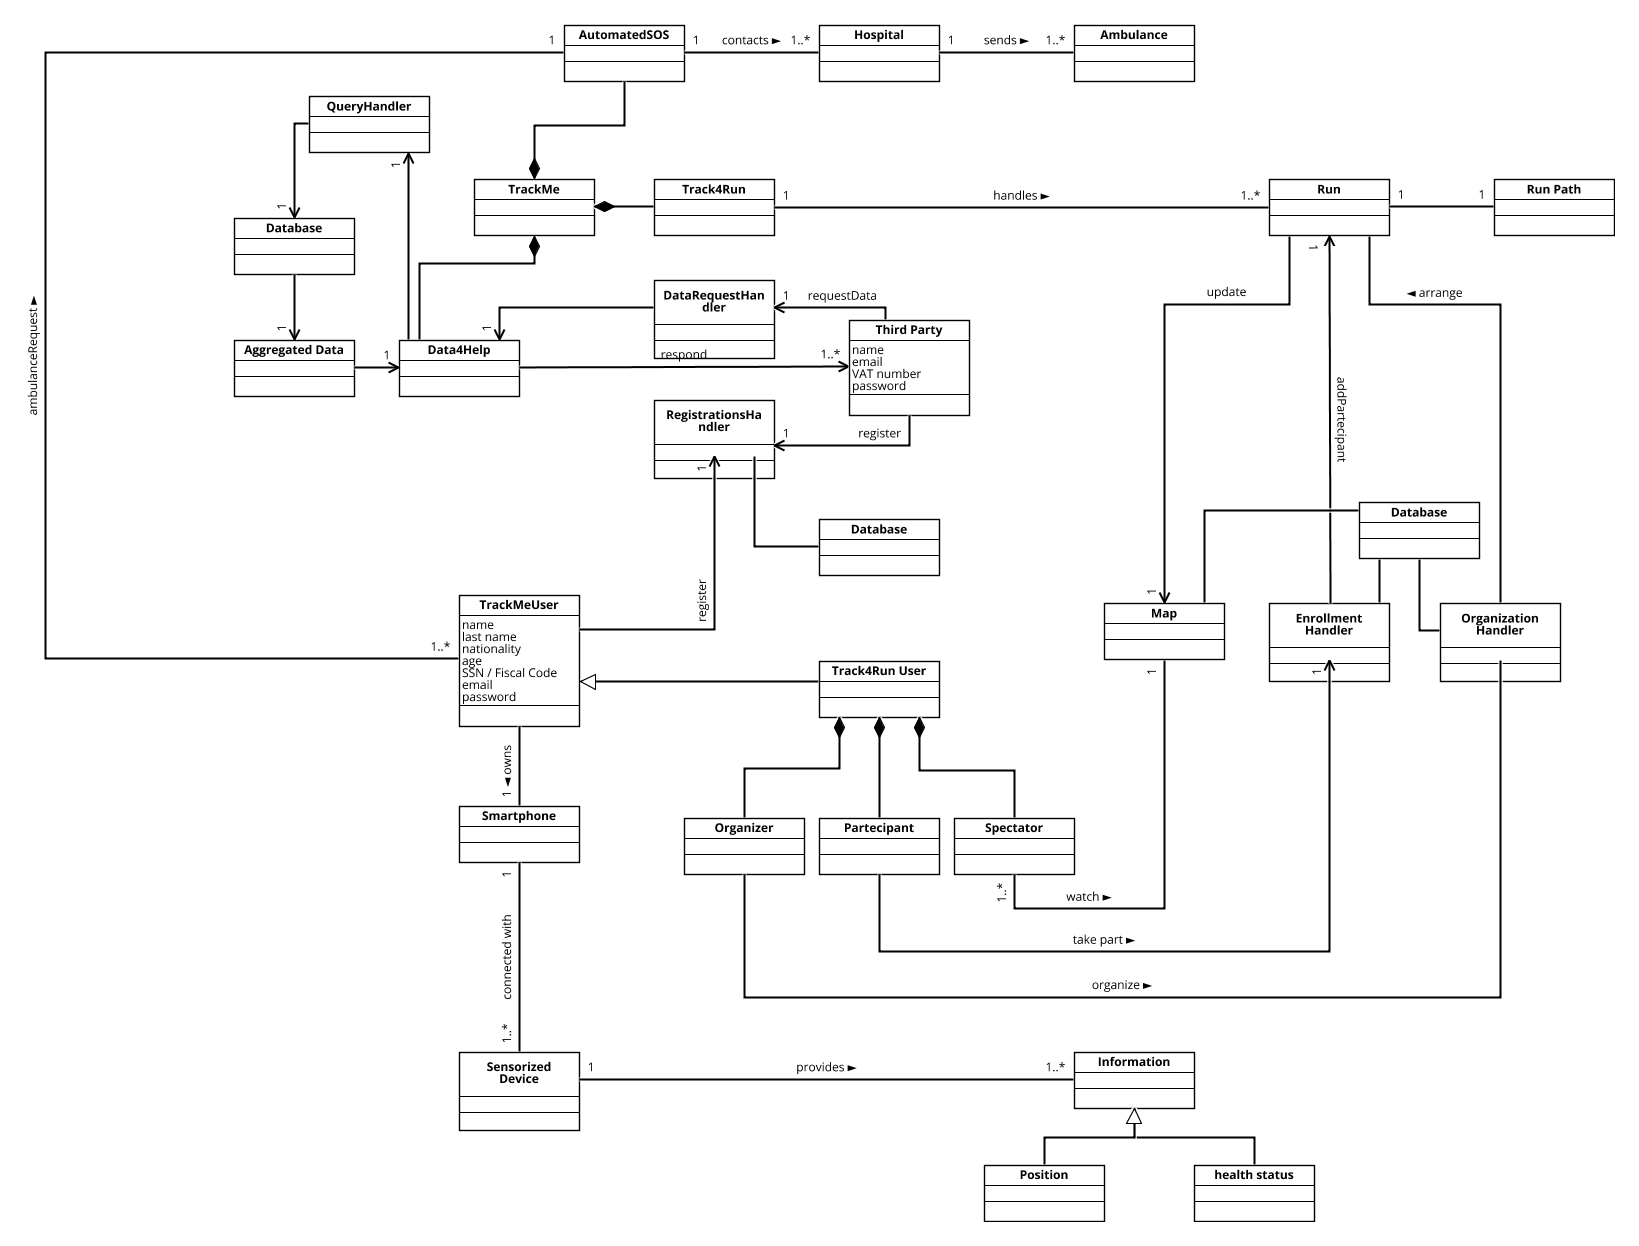 AutomatedSOS
1
1
contacts ►
1..*
Hospital
1
sends ►
1..*
Ambulance
QueryHandler
1
1
Database
TrackMe
Track4Run
1
handles ►
1..*
Run
1
1
Run Path
1
update
◄ arrange
ambulanceRequest ►
DataRequestHan
dler
1
requestData
1
1
Aggregated Data
1
Data4Help
respond
1..*
Third Party
name
email
VAT number
password
addPartecipant
RegistrationsHa
ndler
1
register
1
Database
Database
register
1
TrackMeUser
name
last name
nationality
age
SSN / Fiscal Code
email
password
1..*
Map
Enrollment
Handler
Organization
Handler
1
1
Track4Run User
1 ◄ owns
Smartphone
1
Organizer
Partecipant
Spectator
1..*
watch ►
connected with
take part ►
organize ►
1..*
Sensorized
Device
1
provides ►
1..*
Information
Position
health status